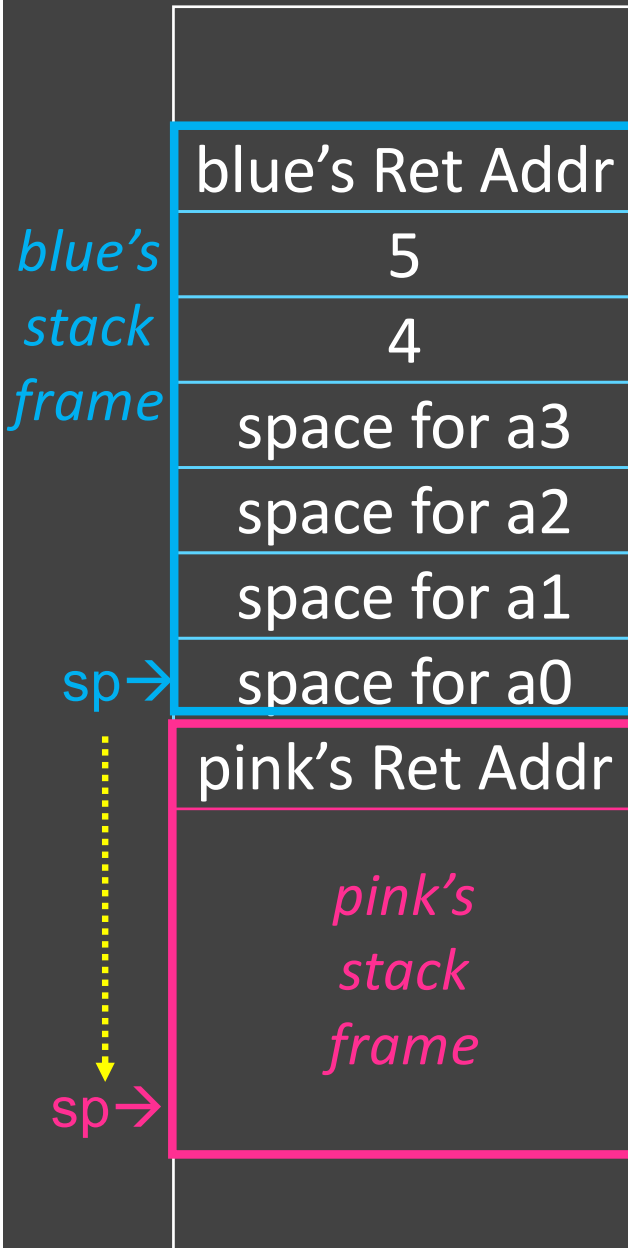 blue's Ret Addr
blue's
stack
frame
5
4
space for a3
space for a2
space for a1
sp→
space for a0
pink's Ret Addr
pink's
stack
frame
sp→